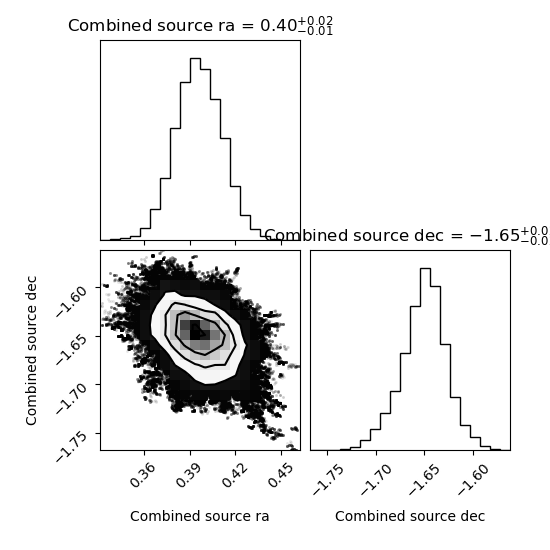 Combined source ra = 0.40+0.02−0.01
Combined source dec = −1.65+0.0−0.0
Combined source dec
−1.60
−1.65
−1.70
−1.75
0.36
0.39
0.42
0.45
−1.75
−1.70
−1.65
−1.60
Combined source ra
Combined source dec